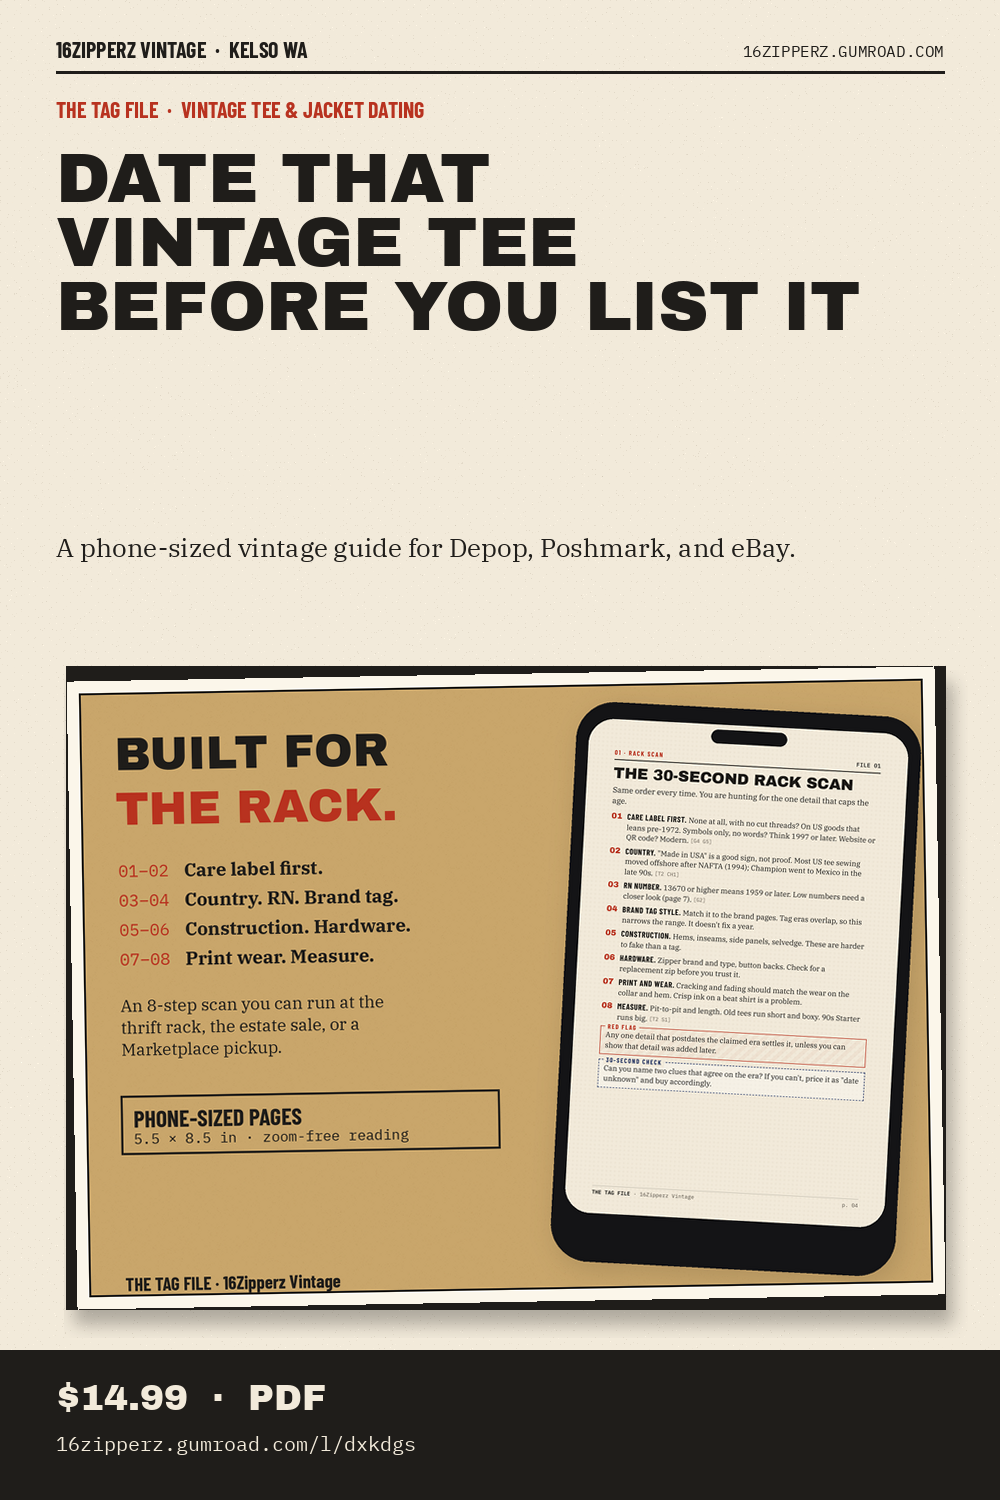 16ZIPPERZ VINTAGE · KELSO WA
16ZIPPERZ.GUMROAD.COM
THE TAG FILE · VINTAGE TEE & JACKET DATING
DATE THAT
VINTAGE TEE
BEFORE YOU LIST IT
A phone-sized vintage guide for Depop, Poshmark, and eBay.
BUILT FOR
THE RACK.
01–02 Care label first.
03–04 Country. RN. Brand tag.
05–06 Construction. Hardware.
07–08 Print wear. Measure.
An 8-step scan you can run at the
thrift rack, the estate sale, or a
Marketplace pickup.
PHONE-SIZED PAGES
5.5 × 8.5 in · zoom-free reading
THE TAG FILE · 16Zipperz Vintage
01 · RACK SCAN
FILE 01
THE 30-SECOND RACK SCAN
Same order every time. You are hunting for the one detail that caps the
age.
01 CARE LABEL FIRST. None at all, with no cut threads? On US goods that
leans pre-1972. Symbols only, no words? Think 1997 or later. Website or
QR code? Modern. [G4 G5]
02 COUNTRY. "Made in USA" is a good sign, not proof. Most US tee sewing
moved offshore after NAFTA (1994); Champion went to Mexico in the
late 90s. [T2 CH1]
03 RN NUMBER. 13670 or higher means 1959 or later. Low numbers need a
closer look (page 7). [G2]
04 BRAND TAG STYLE. Match it to the brand pages. Tag eras overlap, so this
narrows the range. It doesn't fix a year.
05 CONSTRUCTION. Hems, inseams, side panels, selvedge. These are harder
to fake than a tag.
06 HARDWARE. Zipper brand and type, button backs. Check for a
replacement zip before you trust it.
07 PRINT AND WEAR. Cracking and fading should match the wear on the
collar and hem. Crisp ink on a beat shirt is a problem.
08 MEASURE. Pit-to-pit and length. Old tees run short and boxy. 90s Starter
runs big. [T2 S1]
RED FLAG
Any one detail that postdates the claimed era settles it, unless you can
show that detail was added later.
30-SECOND CHECK
Can you name two clues that agree on the era? If you can't, price it as "date
unknown" and buy accordingly.
THE TAG FILE · 16Zipperz Vintage
p. 04
$14.99 · PDF
16zipperz.gumroad.com/l/dxkdgs